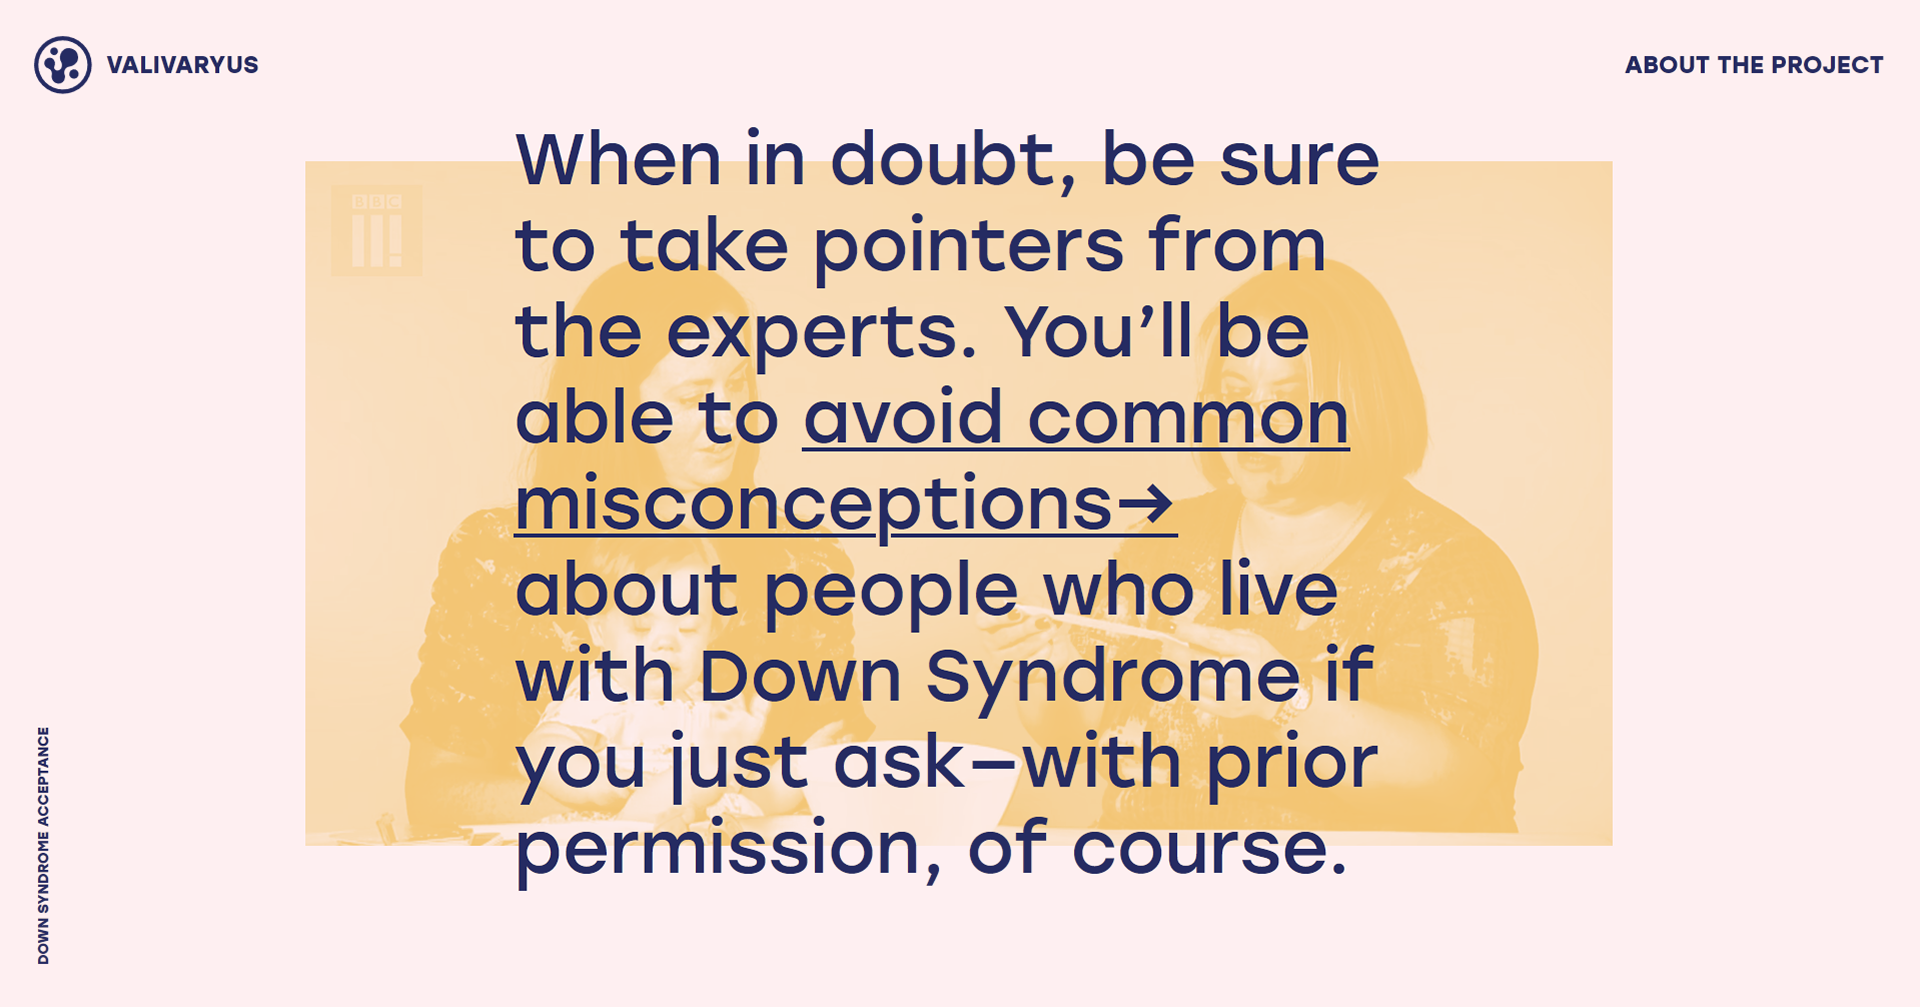 VALIVARYUS
ABOUT THE PROJECT
BBC
When in doubt, be sure
to take pointers from
the experts. You’ll be
able to avoid common
misconceptions→
about people who live
with Down Syndrome if
you just ask—with prior
permission, of course.
DOWN SYNDROME ACCEPTANCE